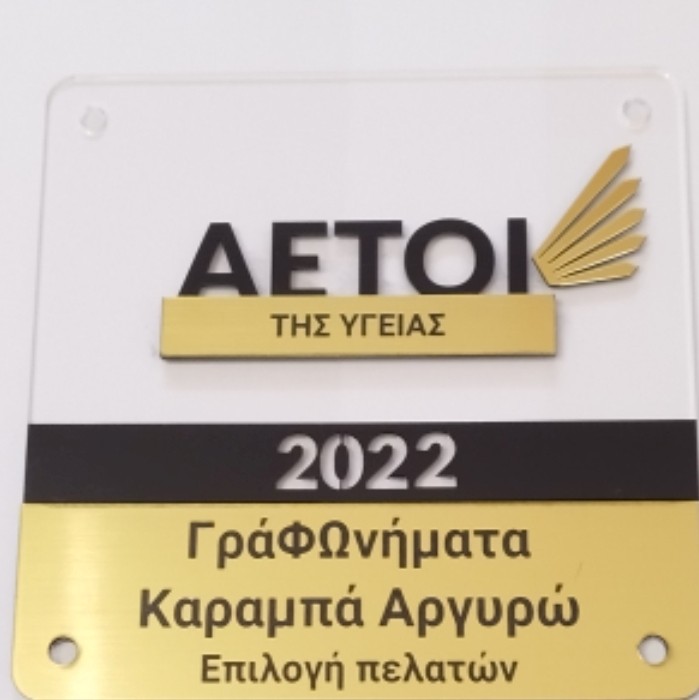 ΑΕΤΟΙ
ΤΗΣ ΥΓΕΙΑΣ
2022
ΓράΦΩνήματα
Καραμπά Αργυρώ
Επιλογή πελατών